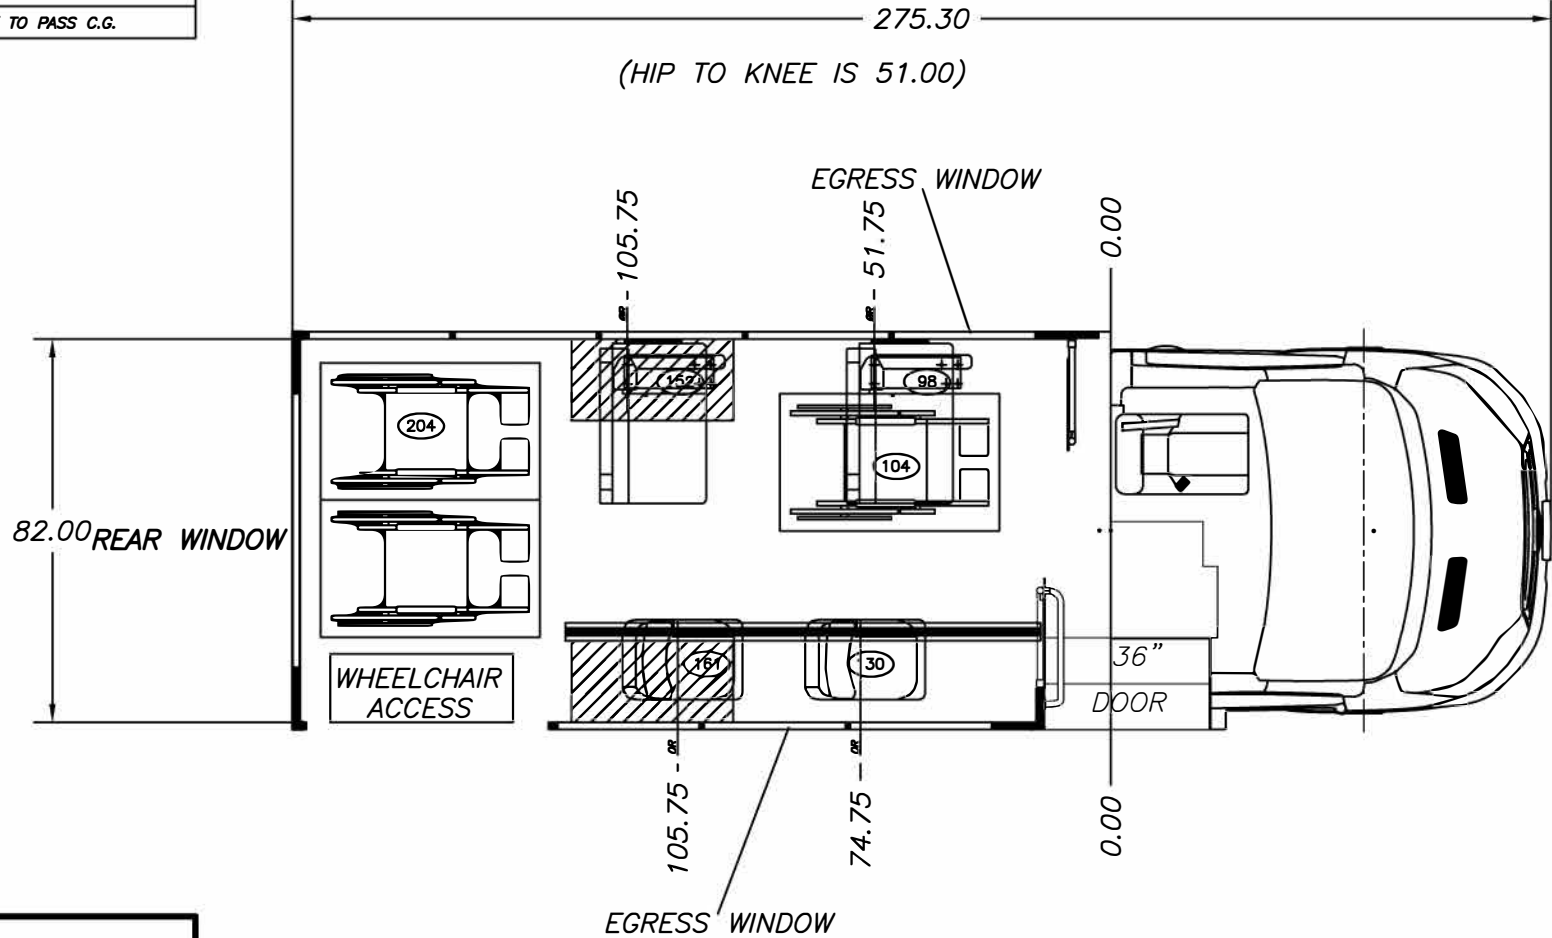 TO PASS C.G.
275.30
(HIP TO KNEE IS 51.00)
EGRESS WINDOW
105.75
51.75
0.00
152
98
204
104
82.00
REAR WINDOW
161
30
36"
DOOR
WHEELCHAIR
ACCESS
105.75
74.75
0.00
EGRESS WINDOW